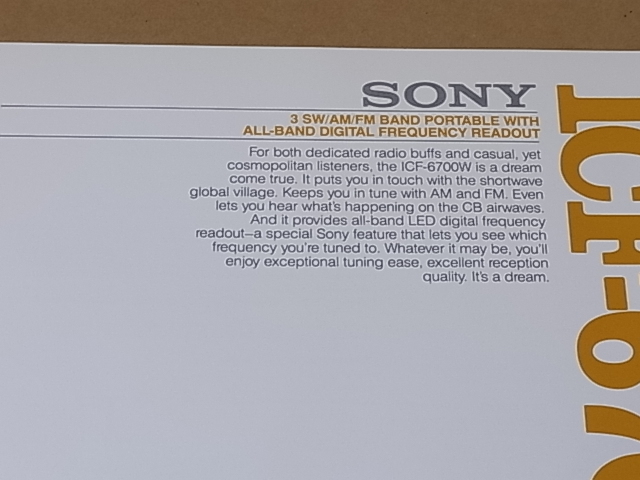 SONY
3 SW/AM/FM BAND PORTABLE WITH
ALL-BAND DIGITAL FREQUENCY READOUT
For both dedicated radio buffs and casual, yet
cosmopolitan listeners, the ICF-6700W is a dream
come true. It puts you in touch with the shortwave
global village. Keeps you in tune with AM and FM. Even
lets you hear what's happening on the CB airwaves.
And it provides all-band LED digital frequency
readout—a special Sony feature that lets you see which
frequency you're tuned to. Whatever it may be, you'll
enjoy exceptional tuning ease, excellent reception
quality. It's a dream.
ICF-670